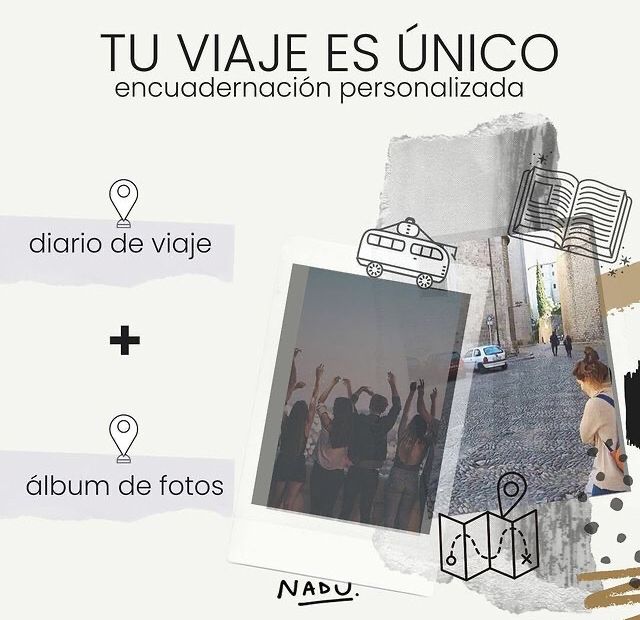 TU VIAJE ES ÚNICO
encuadernación personalizada
diario de viaje
+
álbum de fotos
NADU.